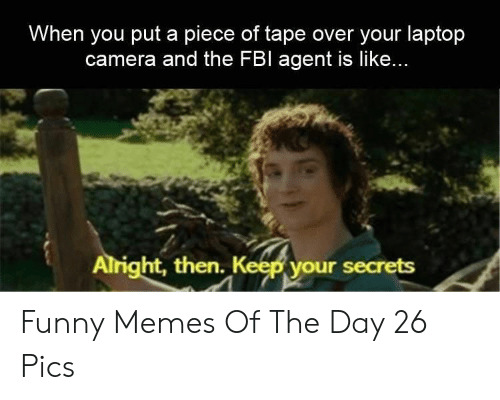 When you put a piece of tape over your laptop
camera and the FBI agent is like...
Alright, then. Keep your secrets
Funny Memes Of The Day 26
Pics